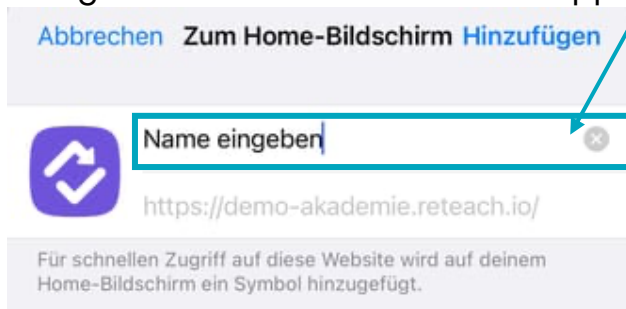 Abbrechen Zum Home-Bildschirm Hinzufügen
Name eingeben
https://demo-akademie.reteach.io/
Für schnellen Zugriff auf diese Website wird auf deinem
Home-Bildschirm ein Symbol hinzugefügt.